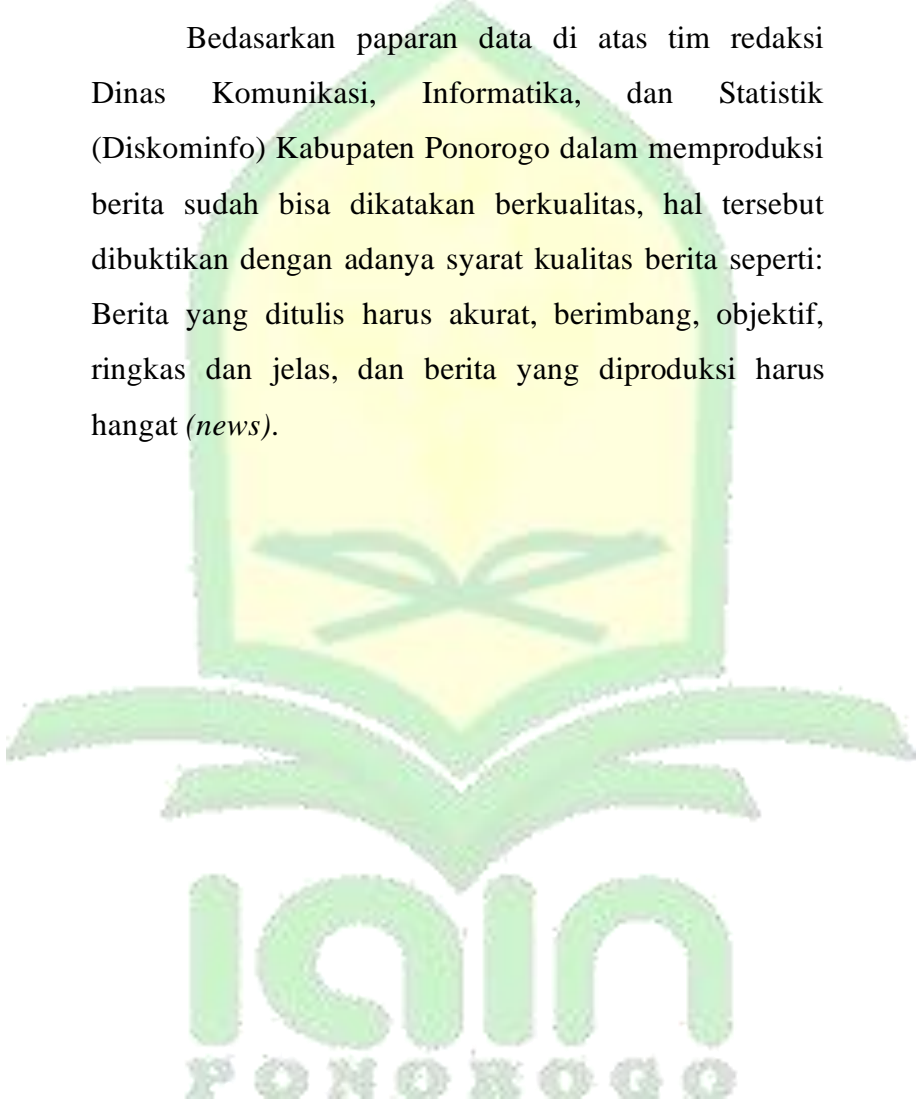 Bedasarkan paparan data di atas tim redaksi
Dinas Komunikasi, Informatika, dan Statistik
(Diskominfo) Kabupaten Ponorogo dalam memproduksi
berita sudah bisa dikatakan berkualitas, hal tersebut
dibuktikan dengan adanya syarat kualitas berita seperti:
Berita yang ditulis harus akurat, berimbang, objektif,
ringkas dan jelas, dan berita yang diproduksi harus
hangat (news).
iain
PONOROGO